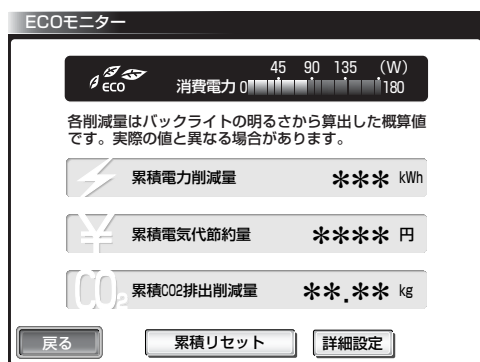 ECOモニター
45 90 135 (W)
eco 消費電力 0 180
各削減量はバックライトの明るさから算出した概算値
です。実際の値と異なる場合があります。
累積電力削減量 *** kWh
¥ 累積電気代節約量 **** 円
CO2 累積CO2排出削減量 **.** kg
戻る 累積リセット 詳細設定